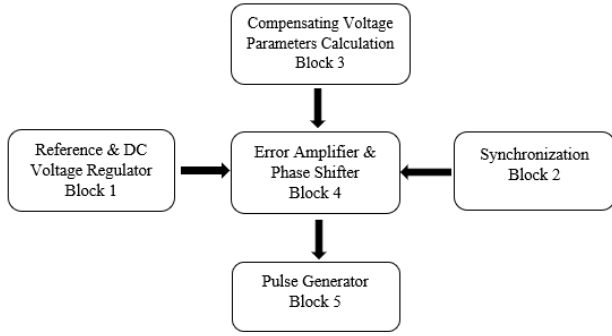 Compensating Voltage
Parameters Calculation
Block 3
Reference & DC
Voltage Regulator
Block 1
Error Amplifier &
Phase Shifter
Block 4
Synchronization
Block 2
Pulse Generator
Block 5